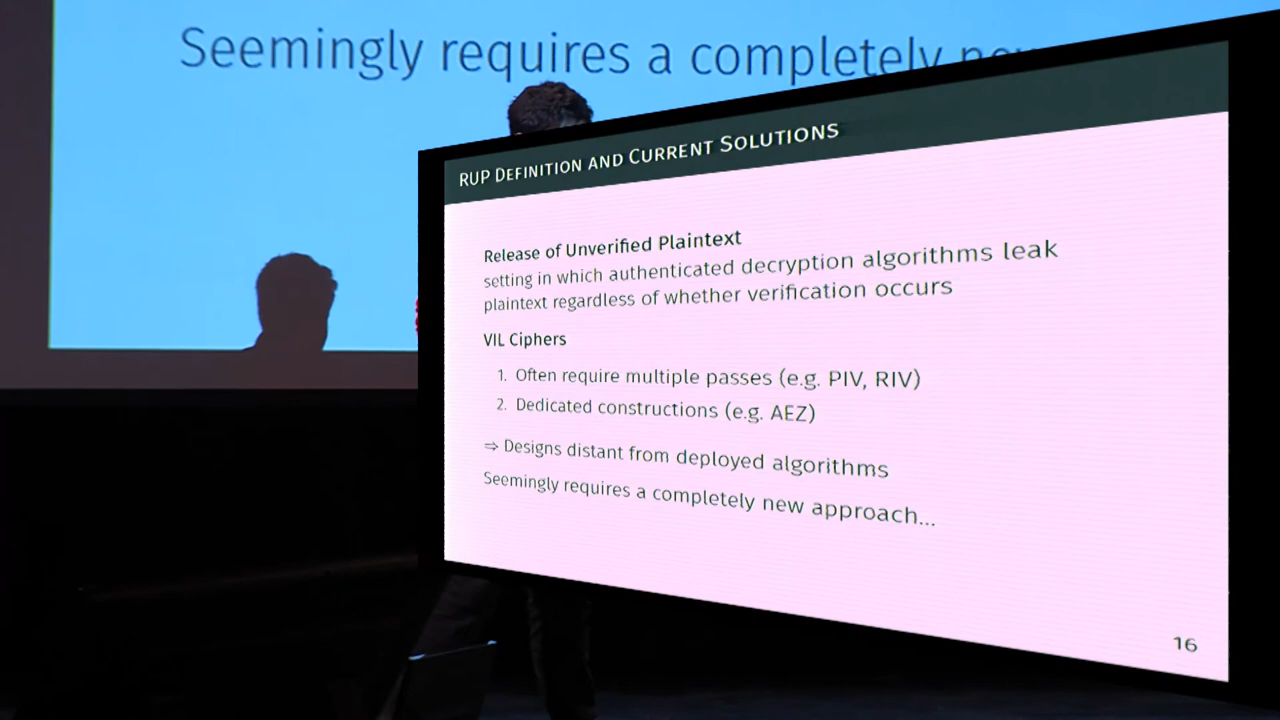 Seemingly requires a completely
RUP Definition and Current Solutions
Release of Unverified Plaintext
setting in which authenticated decryption algorithms leak
plaintext regardless of whether verification occurs
VIL Ciphers
1. Often require multiple passes (e.g. PIV, RIV)
2. Dedicated constructions (e.g. AEZ)
⇒ Designs distant from deployed algorithms
Seemingly requires a completely new approach...
16